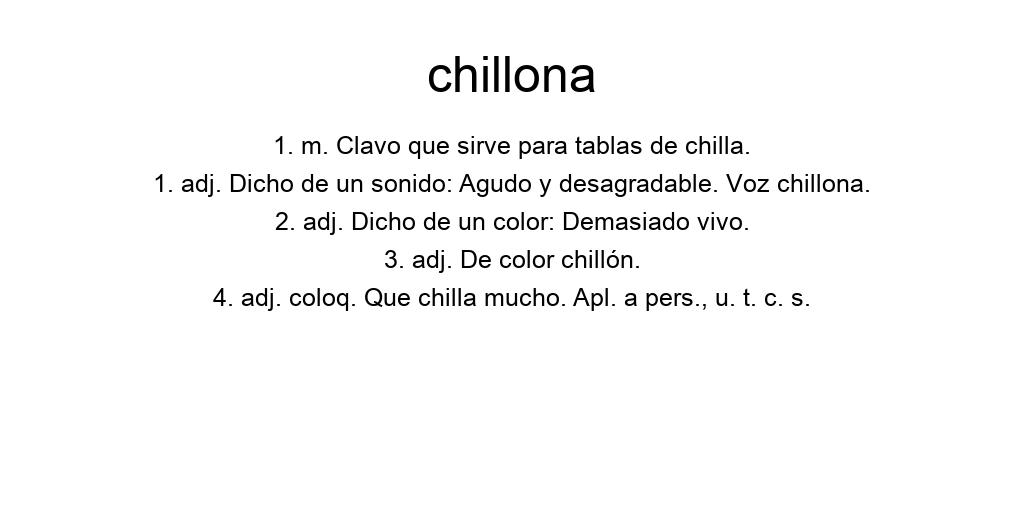 chillona
1. m. Clavo que sirve para tablas de chilla.
1. adj. Dicho de un sonido: Agudo y desagradable. Voz chillona.
2. adj. Dicho de un color: Demasiado vivo.
3. adj. De color chillón.
4. adj. coloq. Que chilla mucho. Apl. a pers., u. t. c. s.